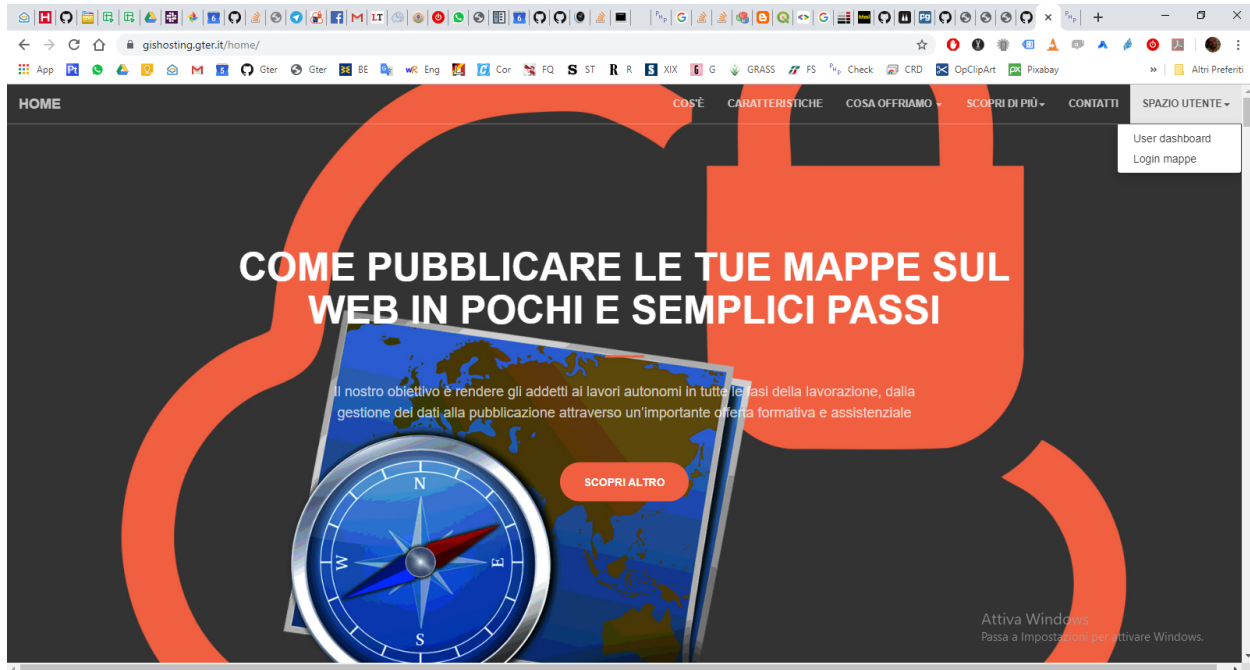 gishosting.gter.it/home/
App
Gter
Gter
BE
Eng
Cor
FQ
ST
R
XIX
G
GRASS
FS
Check
CRD
OpClipArt
Pixabay
»
Altri Preferiti
HOME
COS'È
CARATTERISTICHE
COSA OFFRIAMO
SCOPRI DI PIÙ
CONTATTI
SPAZIO UTENTE
User dashboard
Login mappe
COME PUBBLICARE LE TUE MAPPE SUL
WEB IN POCHI E SEMPLICI PASSI
Il nostro obiettivo è rendere gli addetti ai lavori autonomi in tutte le fasi della lavorazione, dalla
gestione dei dati alla pubblicazione attraverso un'importante offerta formativa e assistenziale
SCOPRI ALTRO
N
W
E
S
Attiva Windows
Passa a Impostazioni per attivare Windows.